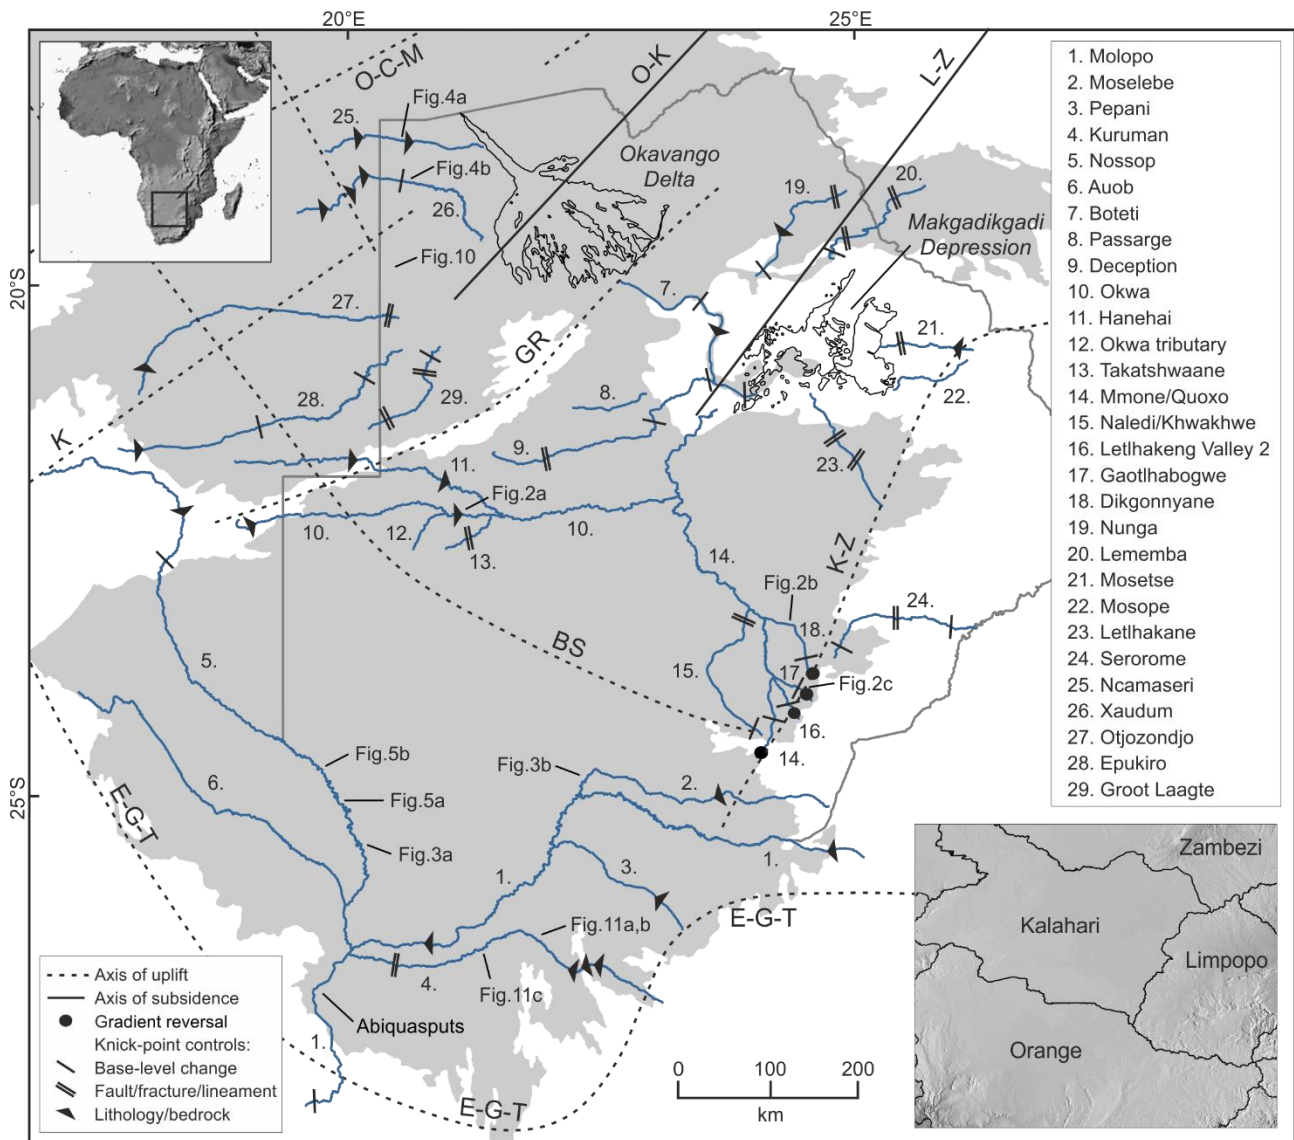 20°E
25°E
20°S
25°S
O-C-M
O-K
L-Z
Fig.4a
25.
Fig.4b
26.
Okavango
Delta
19.
20.
Makgadikgadi
Depression
Fig.10
27.
7.
GR
21.
22.
28.
29.
8.
K
9.
11.
23.
Fig.2a
10.
12.
13.
10.
14.
K-Z
Fig.2b
24.
18.
BS
15.
17.
Fig.2c
16.
14.
5.
6.
Fig.5b
Fig.3b
2.
E-G-T
Fig.5a
Fig.3a
1.
1.
3.
E-G-T
Fig.11a,b
4.
Fig.11c
Abiquasputs
1.
E-G-T
1. Molopo
2. Moselebe
3. Pepani
4. Kuruman
5. Nossop
6. Auob
7. Boteti
8. Passarge
9. Deception
10. Okwa
11. Hanehai
12. Okwa tributary
13. Takatshwaane
14. Mmone/Quoxo
15. Naledi/Khwakhwe
16. Letlhakeng Valley 2
17. Gaotlhabogwe
18. Dikgonnyane
19. Nunga
20. Lememba
21. Mosetse
22. Mosope
23. Letlhakane
24. Serorome
25. Ncamaseri
26. Xaudum
27. Otjozondjo
28. Epukiro
29. Groot Laagte
Axis of uplift
Axis of subsidence
Gradient reversal
Knick-point controls:
Base-level change
Fault/fracture/lineament
Lithology/bedrock
0 100 200
km
Zambezi
Kalahari
Limpopo
Orange